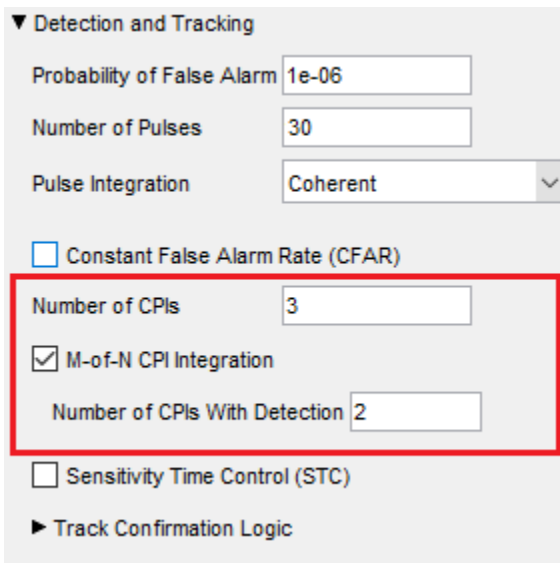 Detection and Tracking
Probability of False Alarm 1e-06
Number of Pulses 30
Pulse Integration Coherent
Constant False Alarm Rate (CFAR)
Number of CPIs 3
M-of-N CPI Integration
Number of CPIs With Detection 2
Sensitivity Time Control (STC)
Track Confirmation Logic